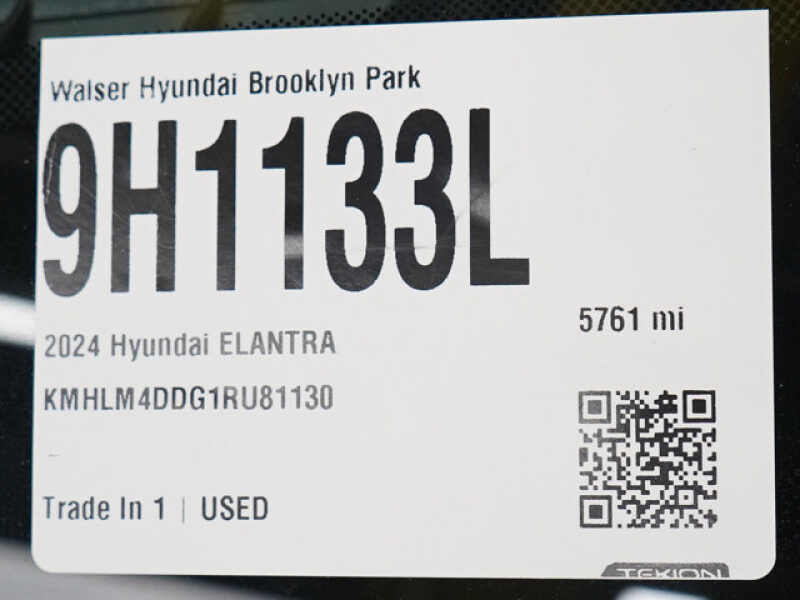 Walser Hyundai Brooklyn Park
9H1133L
5761 mi
2024 Hyundai ELANTRA
KMHLM4DDG1RU81130
Trade In 1 | USED
TEKION